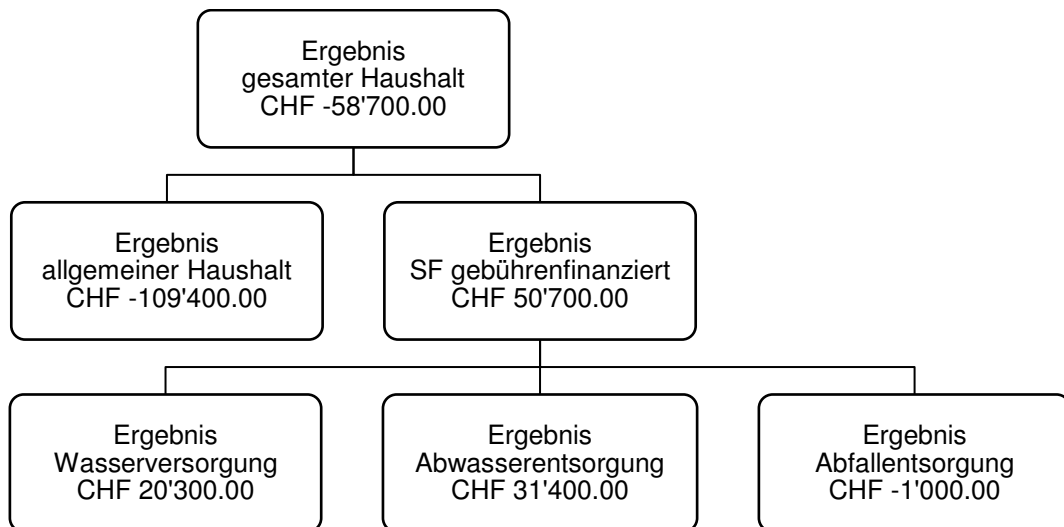 Ergebnis
gesamter Haushalt
CHF -58'700.00
Ergebnis
allgemeiner Haushalt
CHF -109'400.00
Ergebnis
SF gebührenfinanziert
CHF 50'700.00
Ergebnis
Wasserversorgung
CHF 20'300.00
Ergebnis
Abwasserentsorgung
CHF 31'400.00
Ergebnis
Abfallentsorgung
CHF -1'000.00